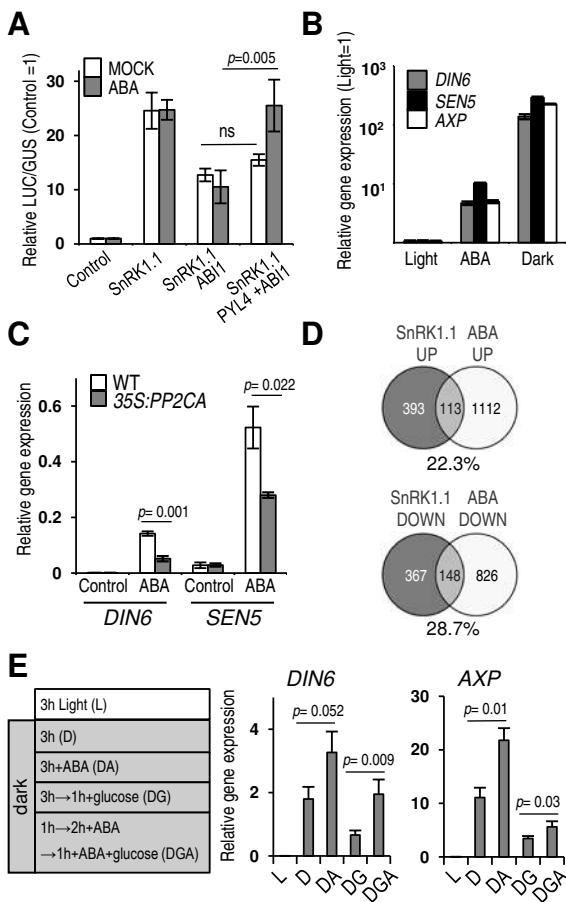 A
Relative LUC/GUS (Control =1)
30
20
10
0
MOCK
ABA
p=0.005
ns
Control
SnRK1.1
SnRK1.1
ABI1
SnRK1.1
PYL4 +ABI1
B
Relative gene expression (Light=1)
10³
10²
10¹
DIN6
SEN5
AXP
Light ABA Dark
C
Relative gene expression
0.6
0.4
0.2
0
WT
35S:PP2CA
p= 0.022
p= 0.001
Control ABA Control ABA
DIN6 SEN5
D
SnRK1.1 ABA
UP UP
393 113 1112
22.3%
SnRK1.1 ABA
DOWN DOWN
367 148 826
28.7%
E
3h Light (L)
dark
3h (D)
3h+ABA (DA)
3h→1h+glucose (DG)
1h→2h+ABA
→1h+ABA+glucose (DGA)
Relative gene expression
DIN6
4
2
0
p= 0.052
p= 0.009
L D DA DG DGA
AXP
30
20
10
0
p= 0.01
p= 0.03
L D DA DG DGA